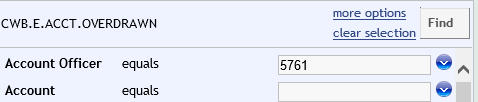 more options
CWB.E.ACCT.OVERDRAWN
Find
clear selection
Account Officer equals 5761
Account equals